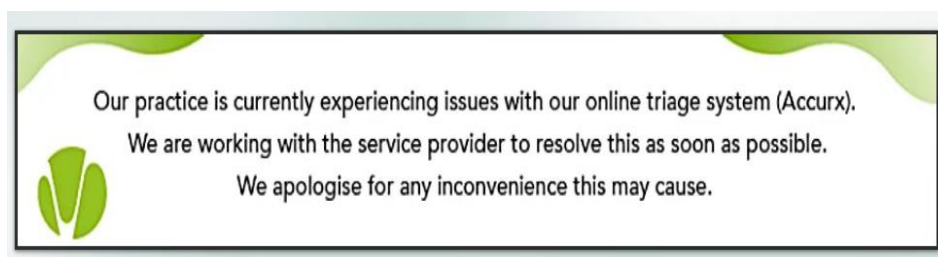 Our practice is currently experiencing issues with our online triage system (Accurx).
We are working with the service provider to resolve this as soon as possible.
We apologise for any inconvenience this may cause.